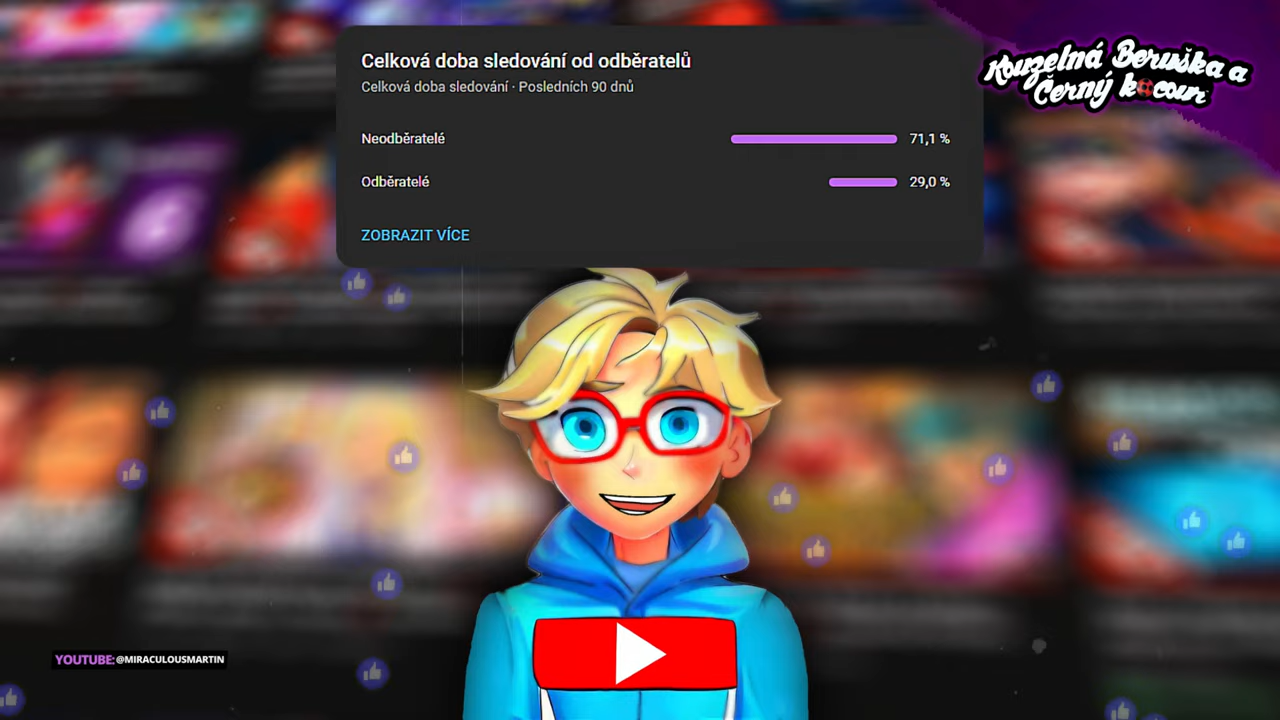 Celková doba sledování od odběratelů
Celková doba sledování · Posledních 90 dnů
Neodběratelé 71,1 %
Odběratelé 29,0 %
ZOBRAZIT VÍCE
Kouzelná Beruška a
Černý kocour
YOUTUBE:@MIRACULOUSMARTIN